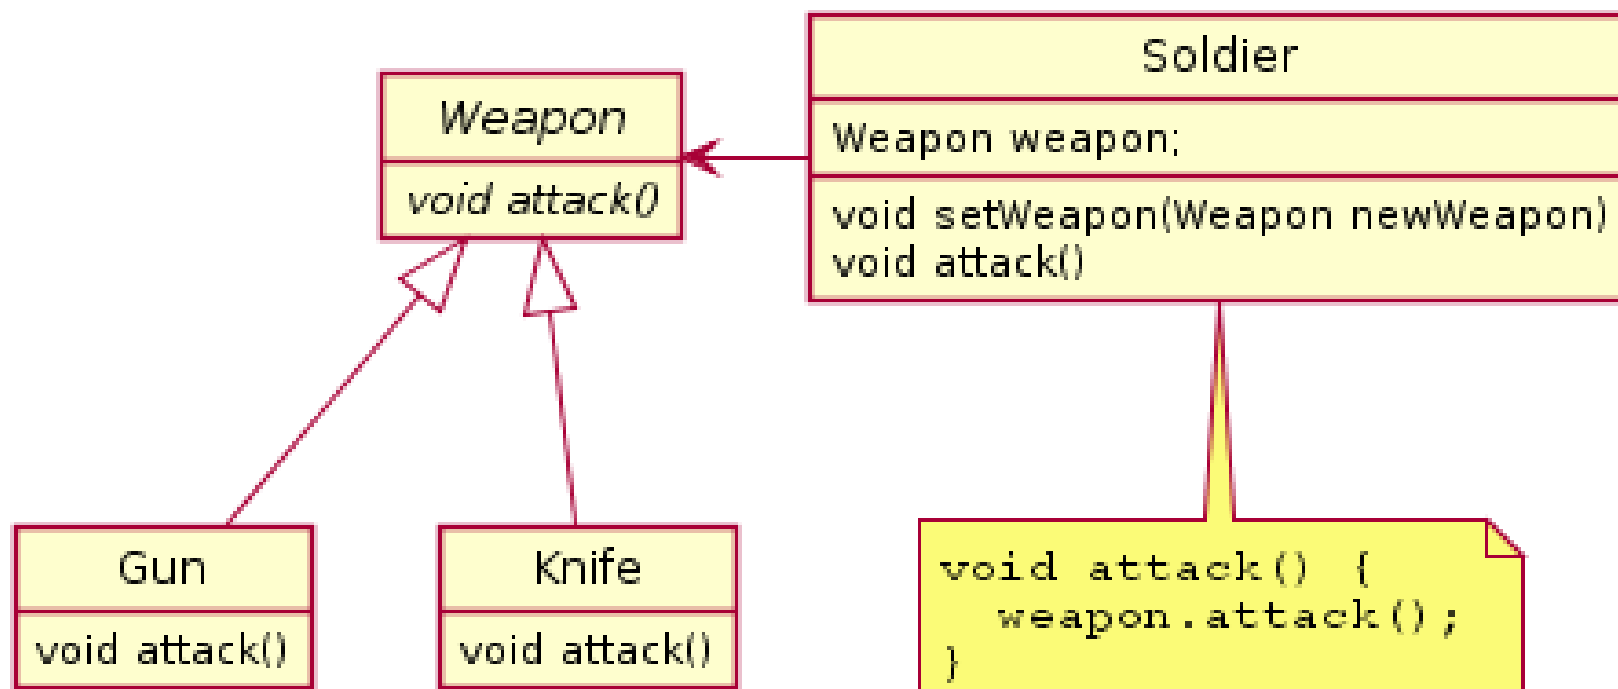 Weapon
void attack()
Soldier
Weapon weapon;
void setWeapon(Weapon newWeapon)
void attack()
Gun
void attack()
Knife
void attack()
void attack() {
  weapon.attack();
}